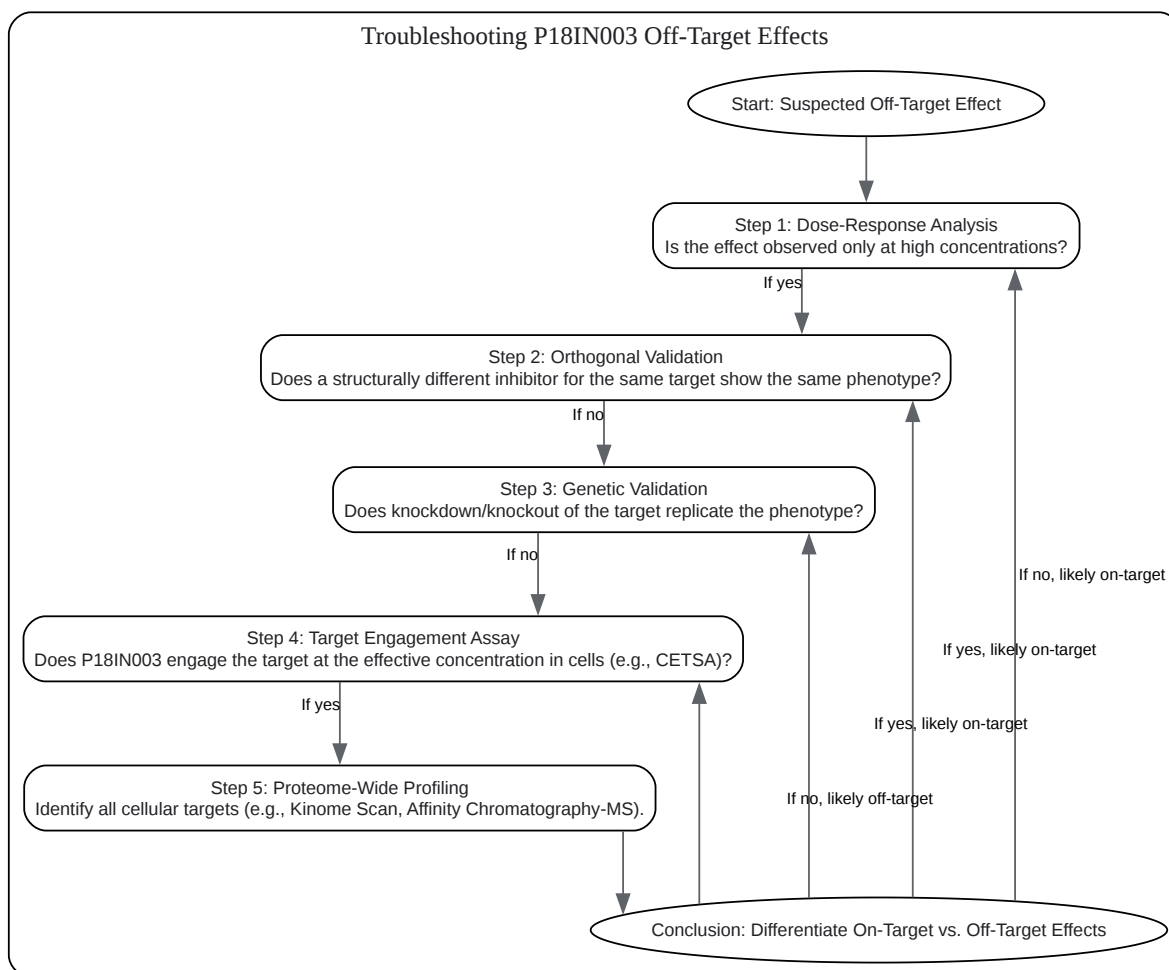 Troubleshooting P18IN003 Off-Target Effects
Start: Suspected Off-Target Effect
Step 1: Dose-Response Analysis
Is the effect observed only at high concentrations?
If yes
Step 2: Orthogonal Validation
Does a structurally different inhibitor for the same target show the same phenotype?
If no
Step 3: Genetic Validation
Does knockdown/knockout of the target replicate the phenotype?
If no
If no, likely on-target
Step 4: Target Engagement Assay
Does P18IN003 engage the target at the effective concentration in cells (e.g., CETSA)?
If yes, likely on-target
If yes
If yes, likely on-target
Step 5: Proteome-Wide Profiling
Identify all cellular targets (e.g., Kinome Scan, Affinity Chromatography-MS).
If no, likely off-target
Conclusion: Differentiate On-Target vs. Off-Target Effects